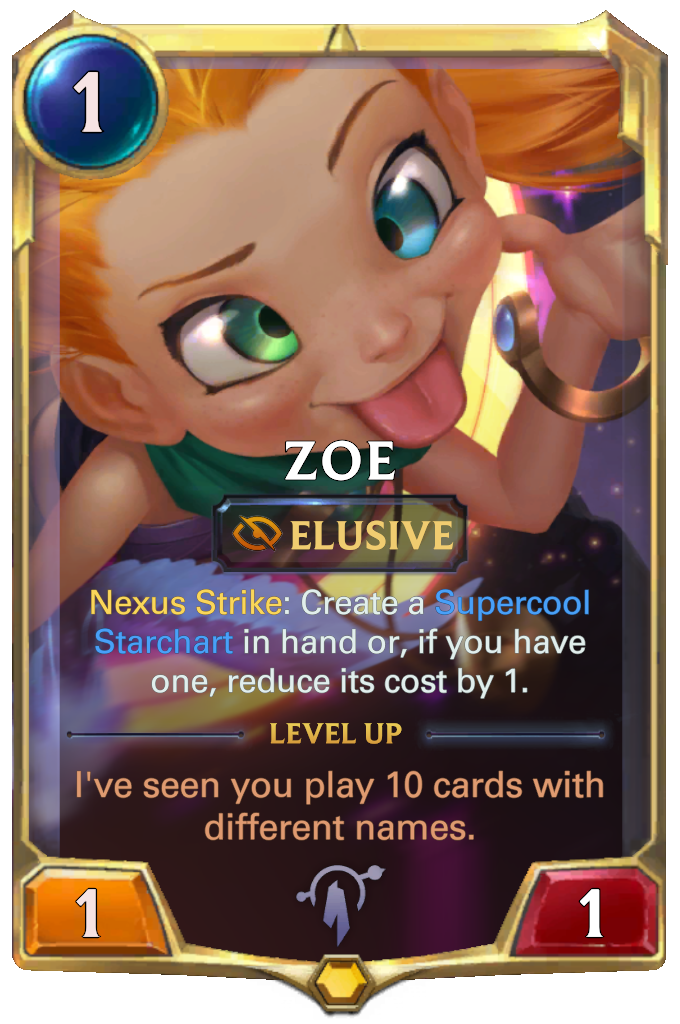 1
ZOE
ELUSIVE
Nexus Strike: Create a Supercool
Starchart in hand or, if you have
one, reduce its cost by 1.
LEVEL UP
I've seen you play 10 cards with
different names.
1
1